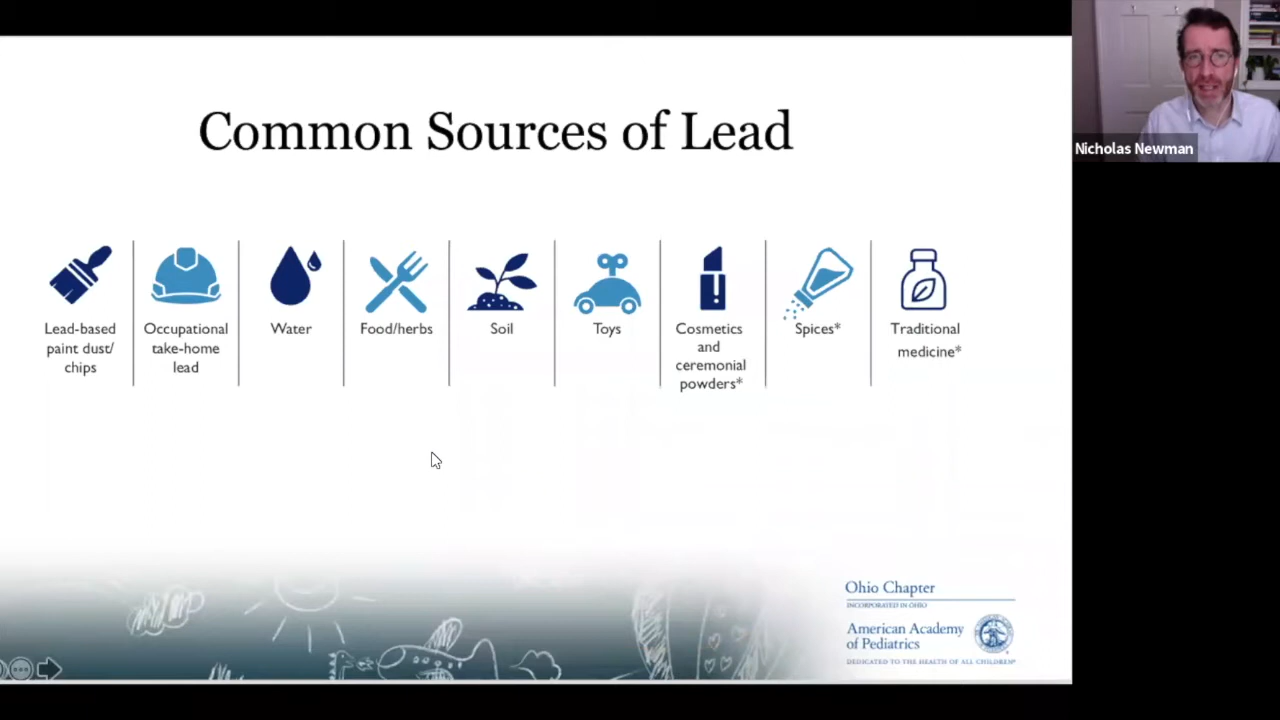 Common Sources of Lead
Lead-based
paint dust/
chips
Occupational
take-home
lead
Water
Food/herbs
Soil
Toys
Cosmetics
and
ceremonial
powders*
Spices*
Traditional
medicine*
Nicholas Newman
Ohio Chapter
INCORPORATED IN OHIO
American Academy
of Pediatrics
DEDICATED TO THE HEALTH OF ALL CHILDREN®